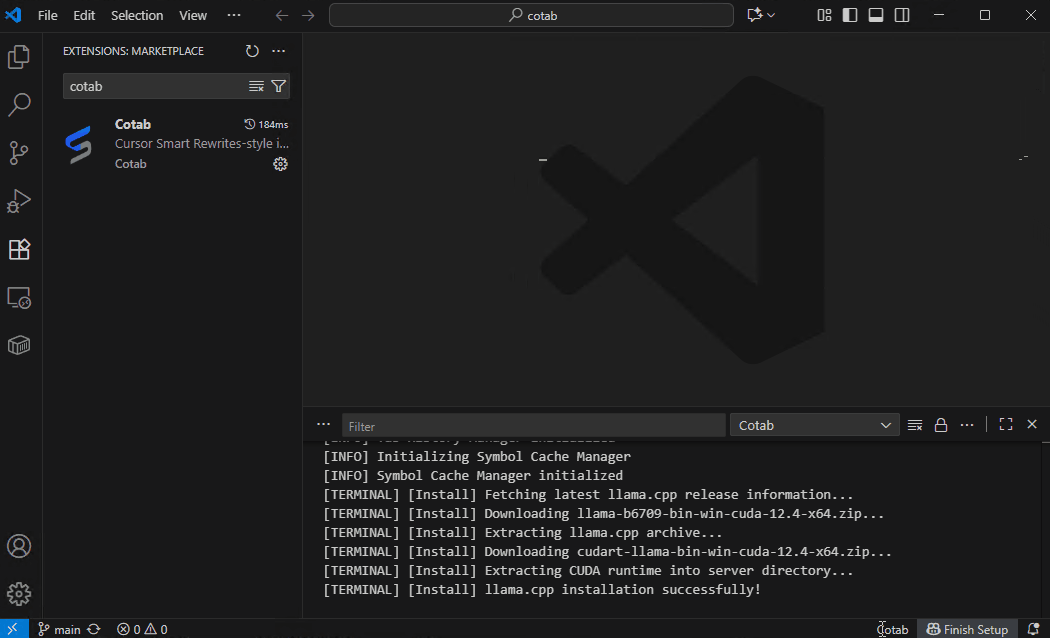 File Edit Selection View ··· cotab
EXTENSIONS: MARKETPLACE
cotab
Cotab 184ms
Cursor Smart Rewrites-style i...
Cotab
Filter Cotab
[INFO] Initializing Symbol Cache Manager
[INFO] Symbol Cache Manager initialized
[TERMINAL] [Install] Fetching latest llama.cpp release information...
[TERMINAL] [Install] Downloading llama-b6709-bin-win-cuda-12.4-x64.zip...
[TERMINAL] [Install] Extracting llama.cpp archive...
[TERMINAL] [Install] Downloading cudart-llama-bin-win-cuda-12.4-x64.zip...
[TERMINAL] [Install] Extracting CUDA runtime into server directory...
[TERMINAL] [Install] llama.cpp installation successfully!
main 0 0 Cotab Finish Setup